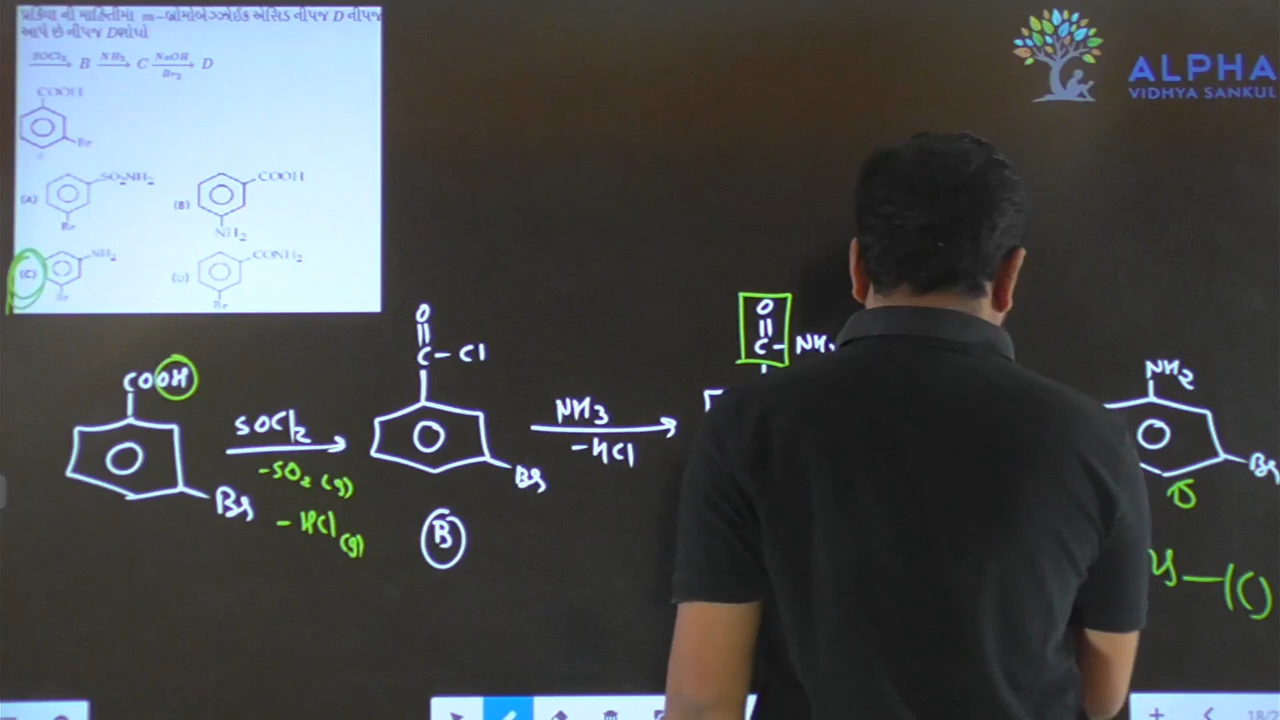 પ્રક્રિયા ની માહિતીમાં m-બ્રોમોબેન્ઝોઈક એસિડ નીપજ D નીપજ
આપે છે નીપજ D શોધો
SOCl₂ B NH₃ C NaOH Br₂ D
COOH
Br
(A) SO₂NH₂ Br
(B) COOH NH₂
(C) NH₂ Br
(D) CONH₂ Br
ALPHA
VIDHYA SANKUL
COOH
Br
SOCl₂
-SO₂(g)
-HCl(g)
O
C-Cl
Br
B
NH₃
-HCl
O
C-NH₂
NH₂
Br
D
(C)